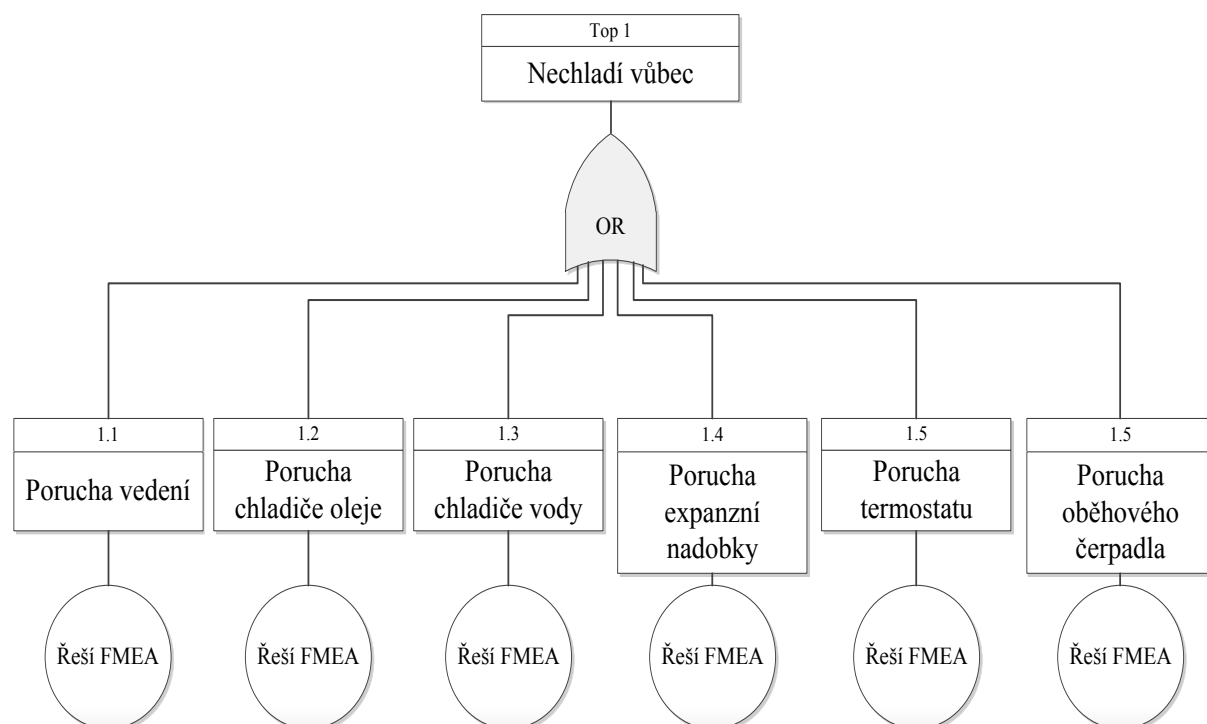 Top 1
Nechladí vůbec
OR
1.1
Porucha vedení
1.2
Porucha
chladiče oleje
1.3
Porucha
chladiče vody
1.4
Porucha
expanzní
nadobky
1.5
Porucha
termostatu
1.5
Porucha
oběhového
čerpadla
Řeší FMEA
Řeší FMEA
Řeší FMEA
Řeší FMEA
Řeší FMEA
Řeší FMEA